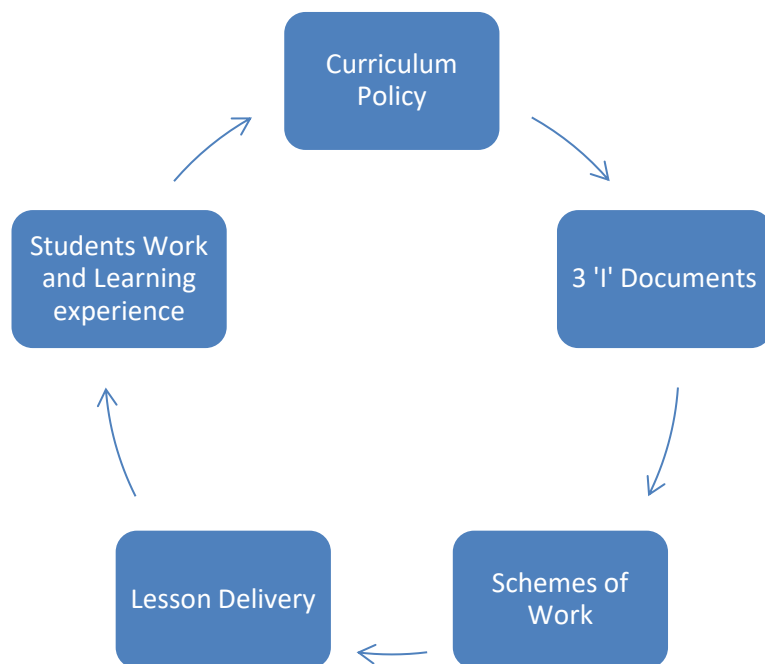 Curriculum
Policy
3 'I' Documents
Schemes of
Work
Lesson Delivery
Students Work
and Learning
experience